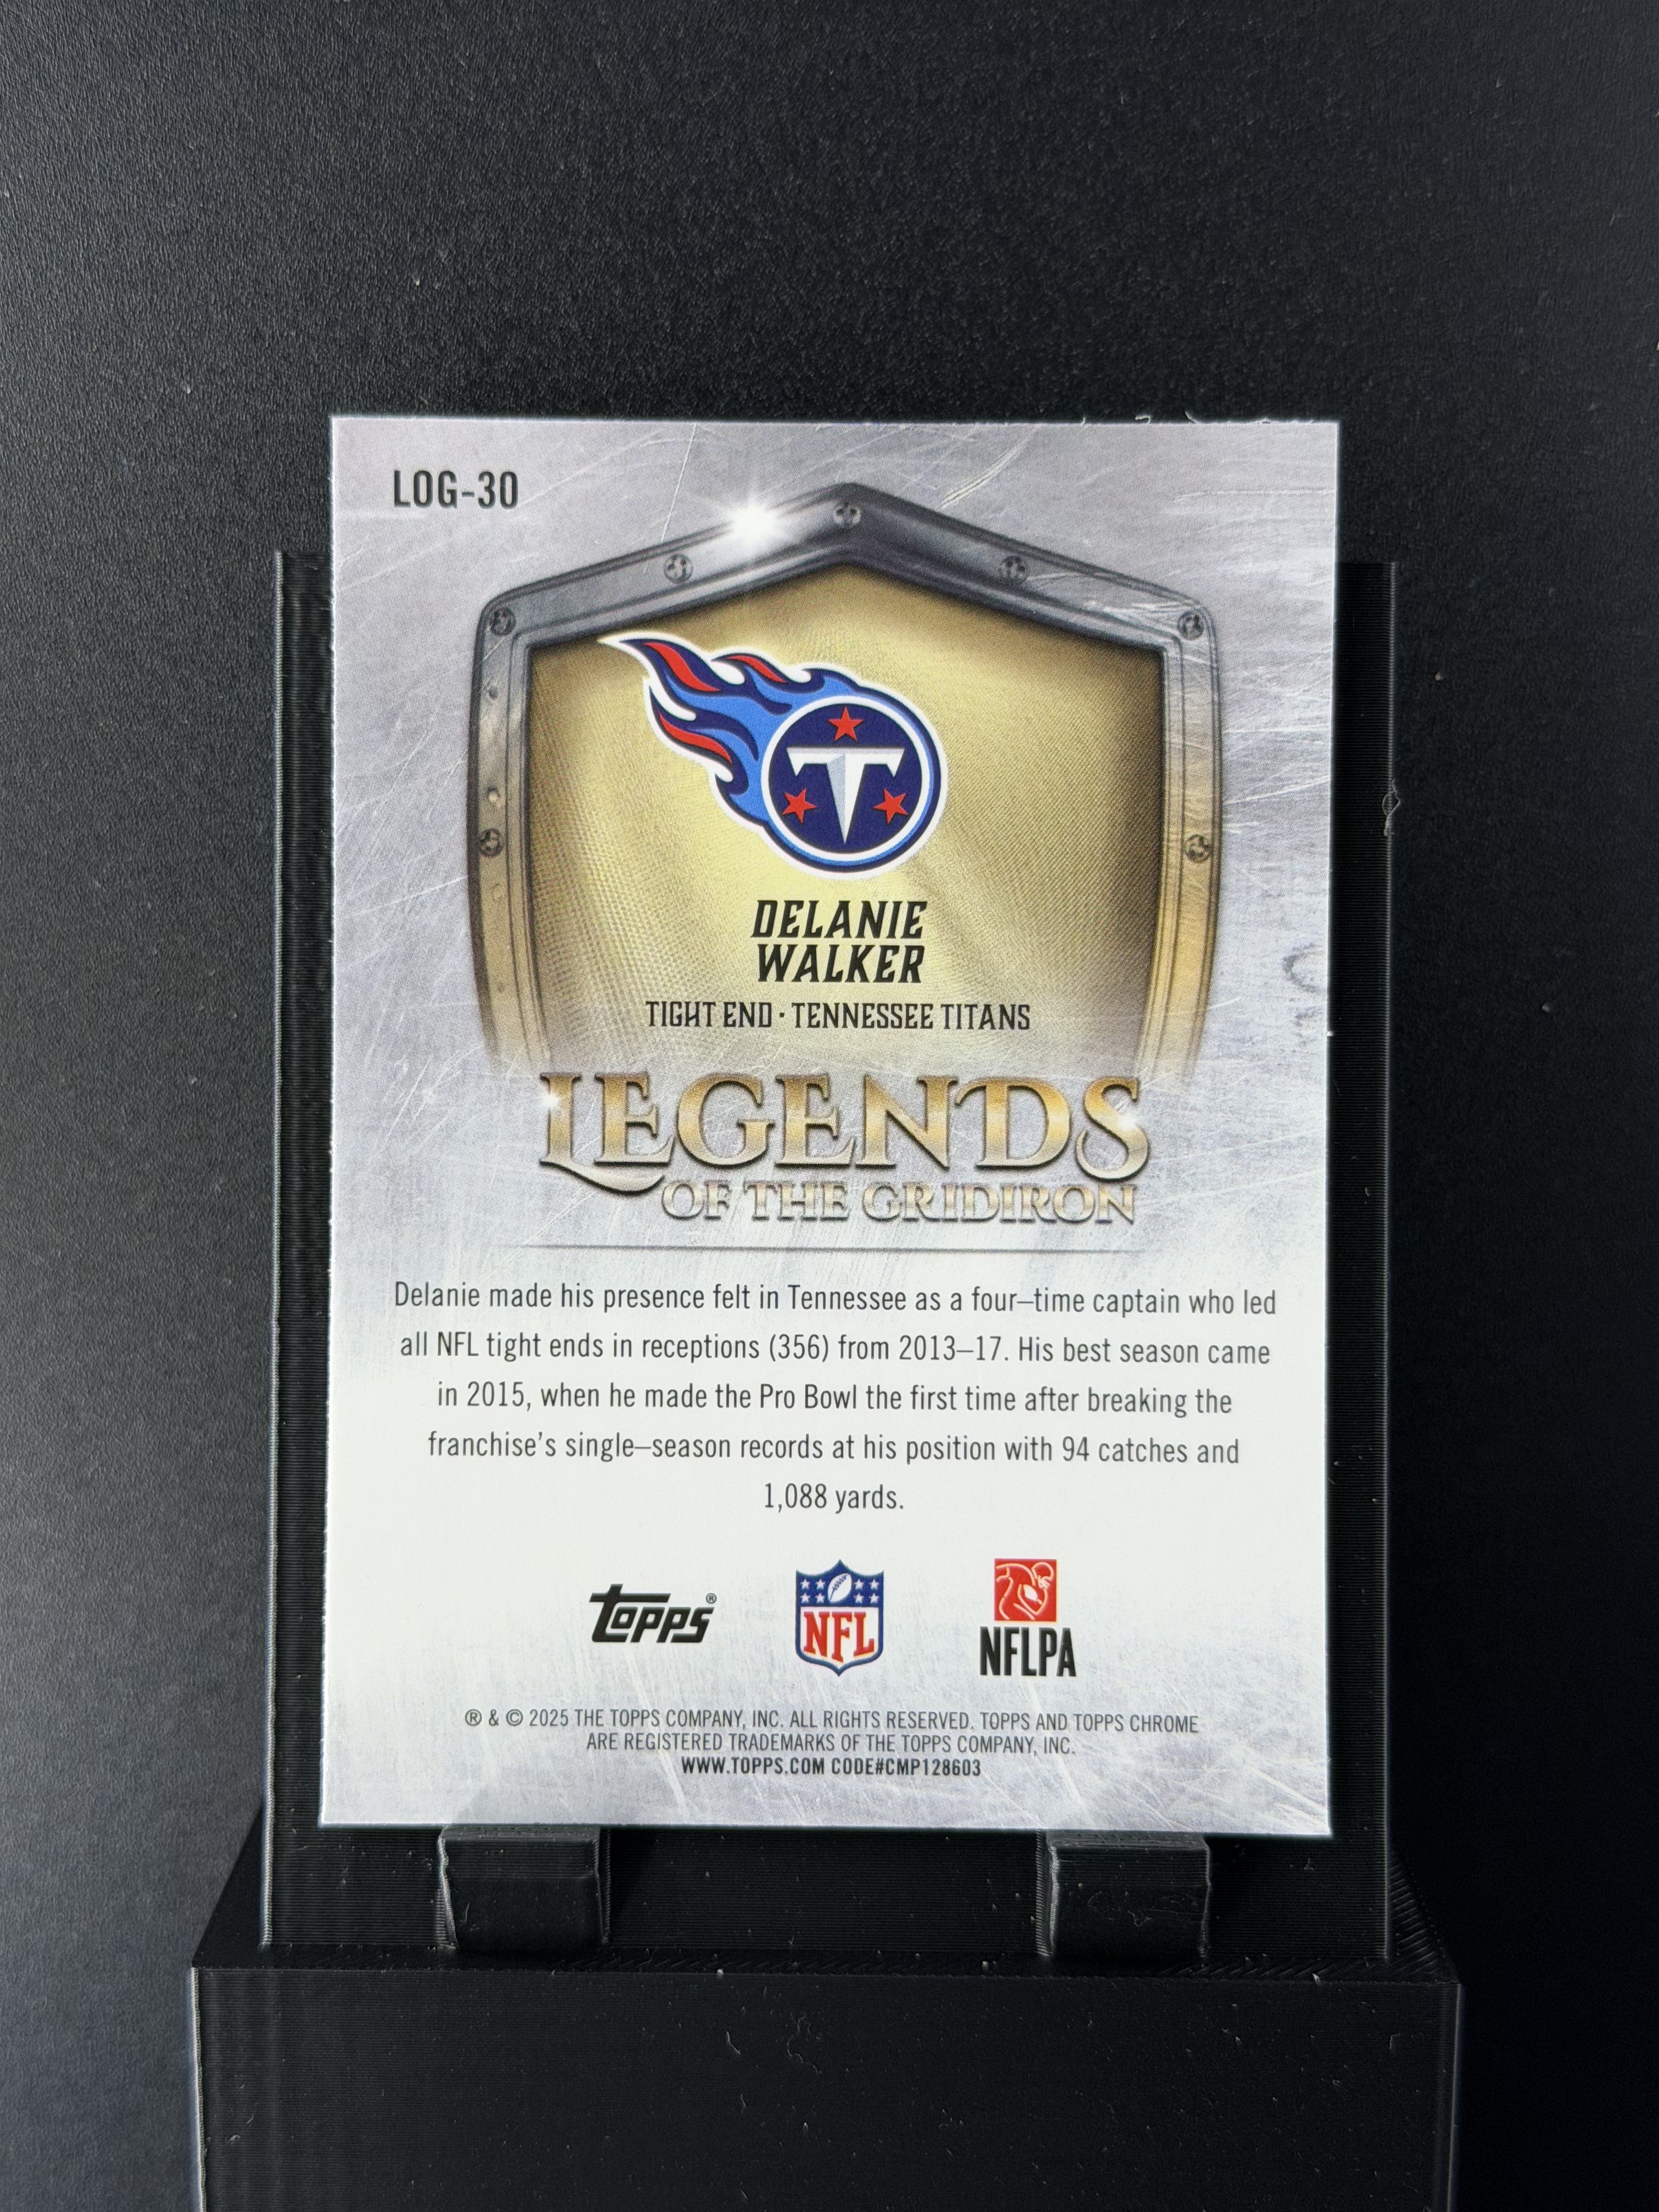 LOG-30
T
DELANIE
WALKER
TIGHT END · TENNESSEE TITANS
LEGENDS
OF THE GRIDIRON
Delanie made his presence felt in Tennessee as a four–time captain who led
all NFL tight ends in receptions (356) from 2013–17. His best season came
in 2015, when he made the Pro Bowl the first time after breaking the
franchise's single–season records at his position with 94 catches and
1,088 yards.
topps®
NFL
NFLPA
® & © 2025 THE TOPPS COMPANY, INC. ALL RIGHTS RESERVED. TOPPS AND TOPPS CHROME
ARE REGISTERED TRADEMARKS OF THE TOPPS COMPANY, INC.
WWW.TOPPS.COM CODE#CMP128603